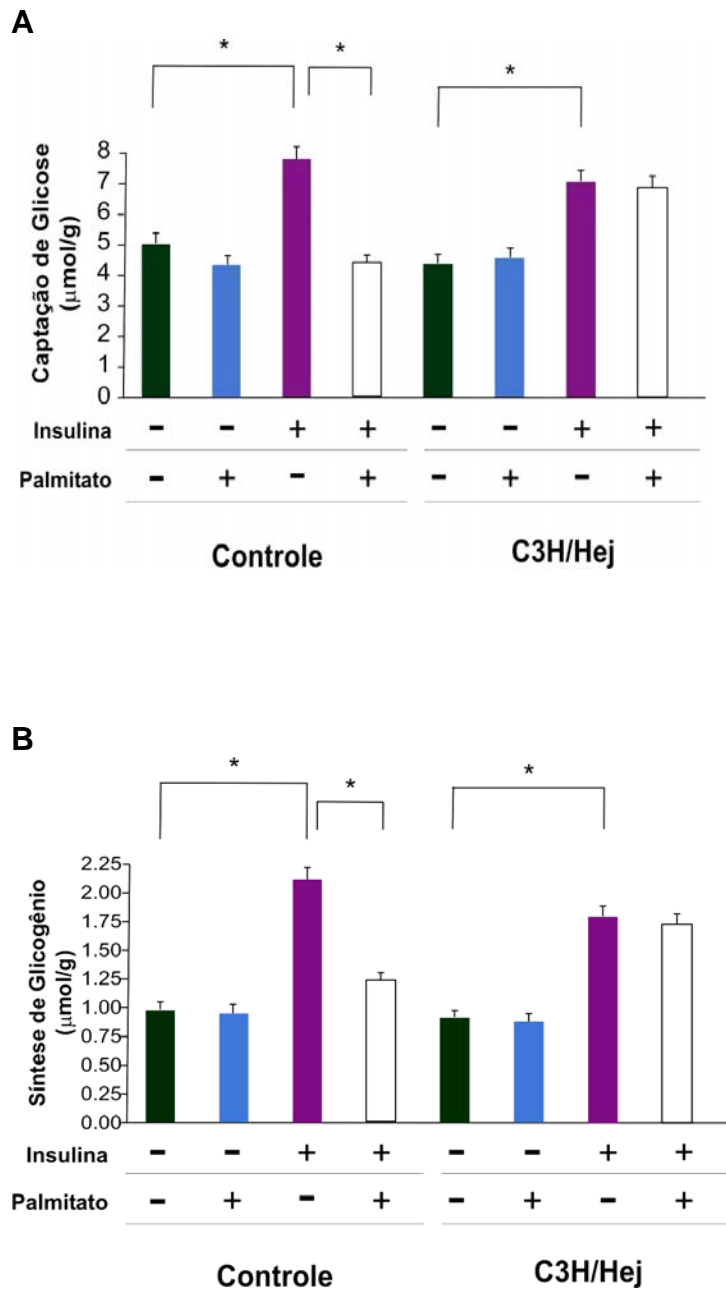 A
* * *
Captação de Glicose
(µmol/g)
8
7
6
5
4
3
2
1
0
Insulina - - + + - - + +
Palmitato - + - + - + - +
Controle C3H/Hej
B
* * *
Síntese de Glicogênio
(µmol/g)
2.25
2.00
1.75
1.50
1.25
1.00
0.75
0.50
0.25
0.00
Insulina - - + + - - + +
Palmitato - + - + - + - +
Controle C3H/Hej